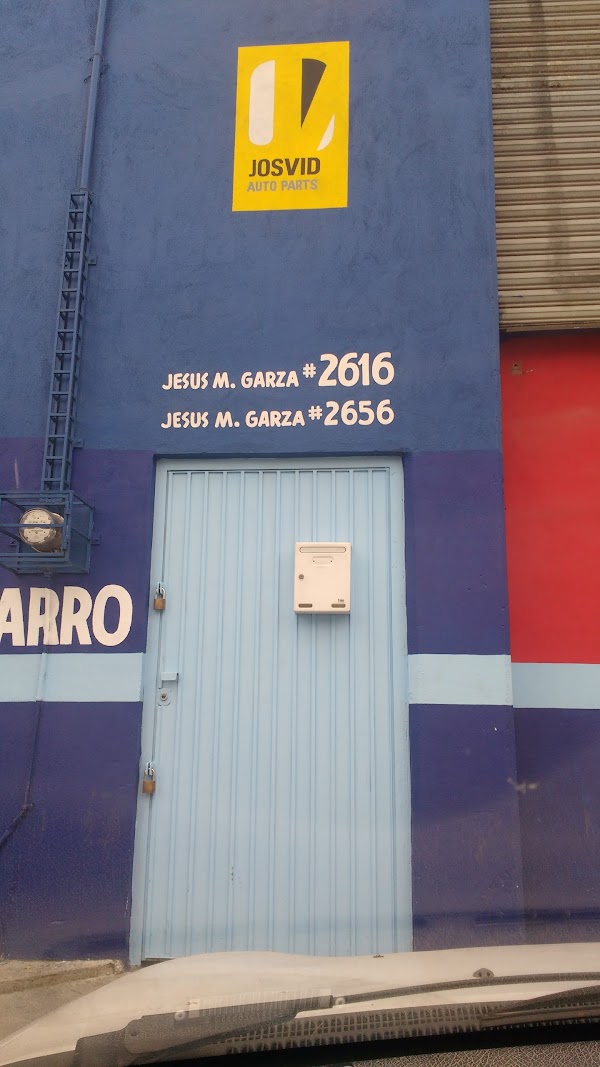 JOSVID
AUTO PARTS
JESUS M. GARZA #2616
JESUS M. GARZA #2656
ARRO